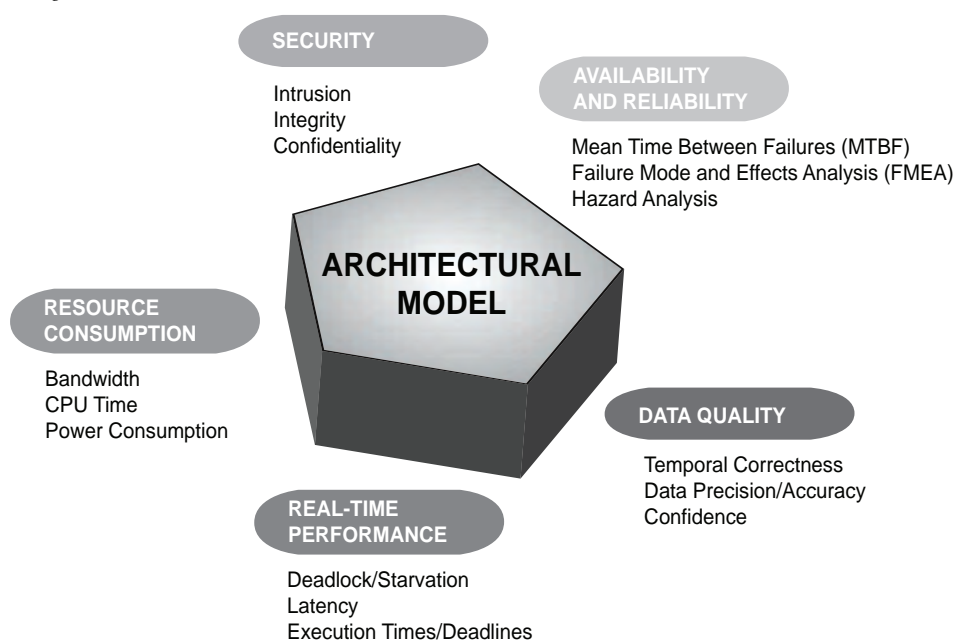 SECURITY
Intrusion
Integrity
Confidentiality
AVAILABILITY
AND RELIABILITY
Mean Time Between Failures (MTBF)
Failure Mode and Effects Analysis (FMEA)
Hazard Analysis
ARCHITECTURAL
MODEL
RESOURCE
CONSUMPTION
Bandwidth
CPU Time
Power Consumption
DATA QUALITY
Temporal Correctness
Data Precision/Accuracy
Confidence
REAL-TIME
PERFORMANCE
Deadlock/Starvation
Latency
Execution Times/Deadlines